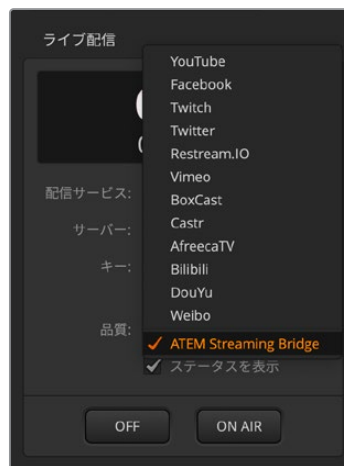 ライブ配信
YouTube
Facebook
Twitch
Twitter
Restream.IO
Vimeo
BoxCast
Castr
AfreecaTV
Bilibili
DouYu
Weibo
ATEM Streaming Bridge
配信サービス:
サーバー:
キー:
品質:
ステータスを表示
OFF
ON AIR